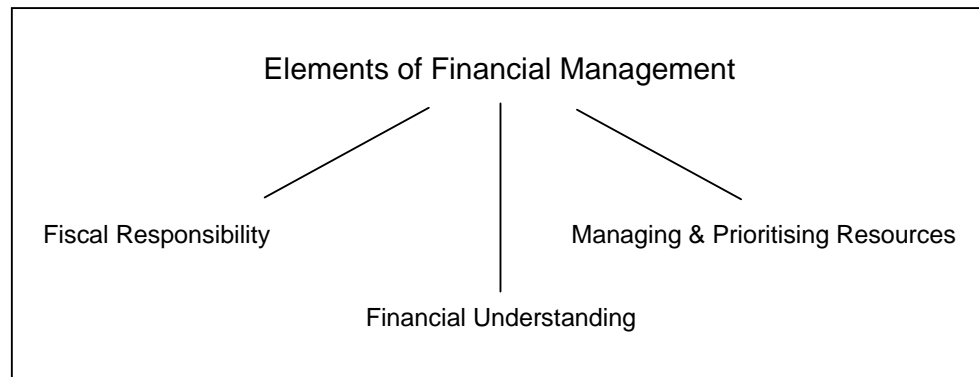 Elements of Financial Management
Fiscal Responsibility
Managing & Prioritising Resources
Financial Understanding